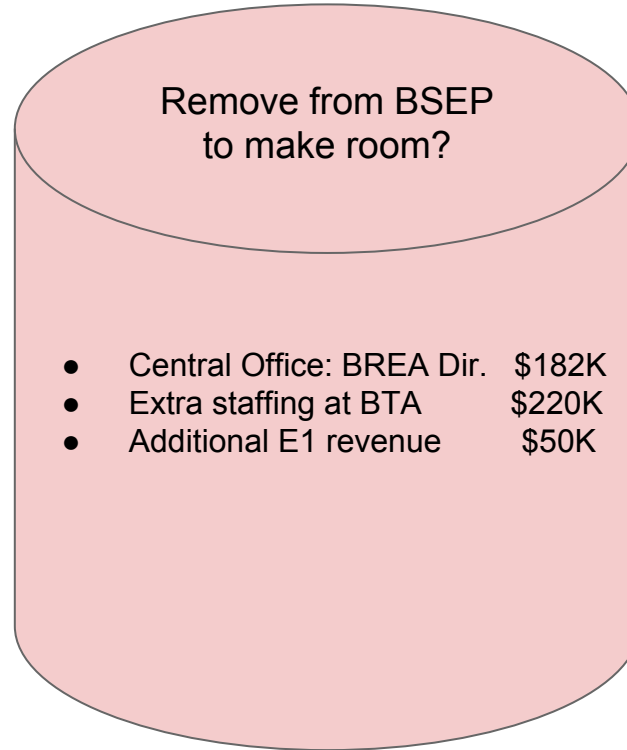 Remove from BSEP
to make room?
● Central Office: BREA Dir. $182K
● Extra staffing at BTA $220K
● Additional E1 revenue $50K